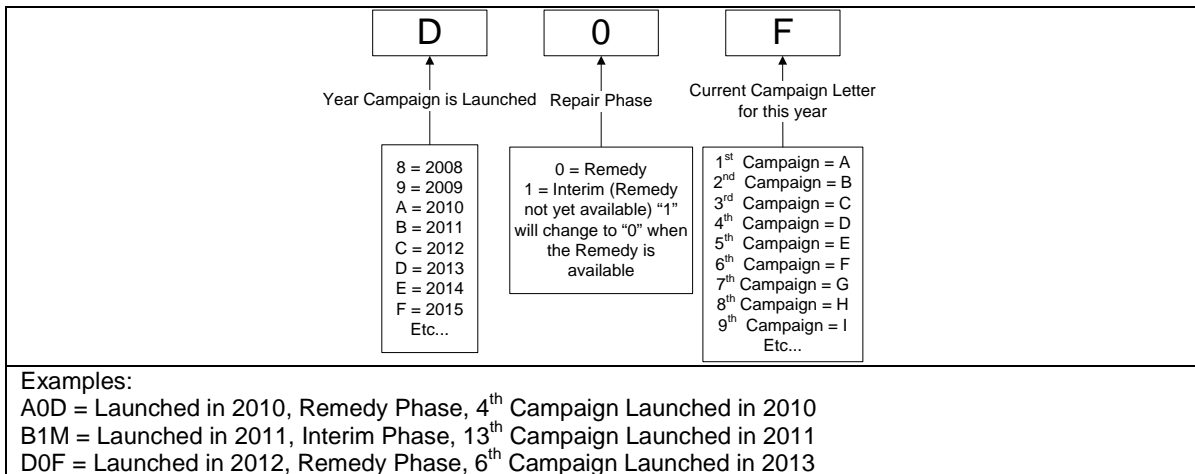 D 0 F
Year Campaign is Launched
Repair Phase
Current Campaign Letter
for this year
8 = 2008
9 = 2009
A = 2010
B = 2011
C = 2012
D = 2013
E = 2014
F = 2015
Etc...
0 = Remedy
1 = Interim (Remedy
not yet available) “1”
will change to “0” when
the Remedy is
available
1st Campaign = A
2nd Campaign = B
3rd Campaign = C
4th Campaign = D
5th Campaign = E
6th Campaign = F
7th Campaign = G
8th Campaign = H
9th Campaign = I
Etc...
Examples:
A0D = Launched in 2010, Remedy Phase, 4th Campaign Launched in 2010
B1M = Launched in 2011, Interim Phase, 13th Campaign Launched in 2011
D0F = Launched in 2012, Remedy Phase, 6th Campaign Launched in 2013